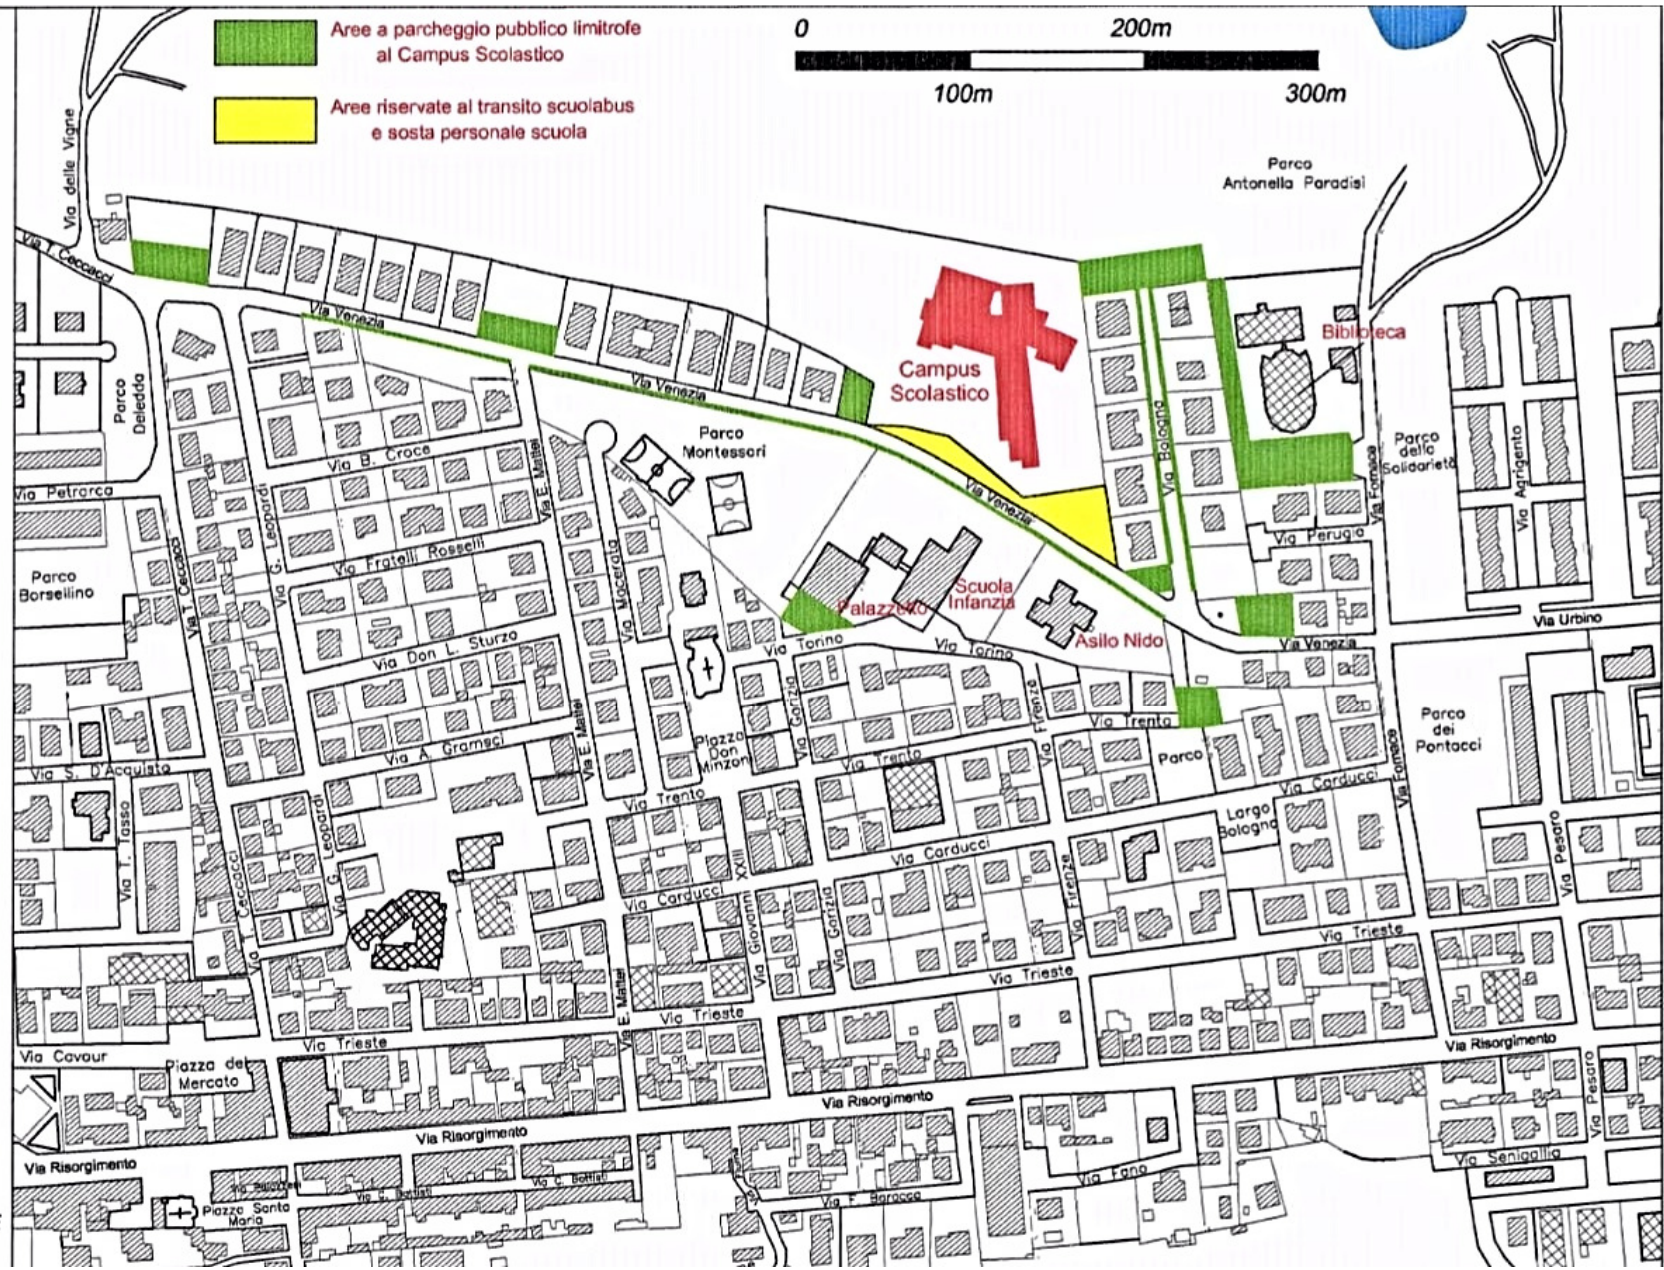 Aree a parcheggio pubblico limitrofe
al Campus Scolastico
Aree riservate al transito scuolabus
e sosta personale scuola
0
200m
100m
300m
Parco
Antonella Paradisi
Via delle Vigne
Via T. Ceccacci
Via Venezia
Via Venezia
Biblioteca
Campus
Scolastico
Parco
Deledda
Parco
Montessori
Via Bologna
Parco
della
Solidarietà
Via Agrigento
Via B. Croce
Via E. Mattei
Via Petrarca
Via Venezia
Via Fornace
Via G. Leopardi
Via Fratelli Rosselli
Via Perugia
Via T. Ceccacci
Via Macerata
Parco
Borsellino
Scuola
Infanzia
Palazzetto
Via Urbino
Via Don L. Sturzo
Via Torino
Via Torino
Asilo Nido
Via Venezia
Via Gorizia
Via Firenze
Via E. Mattei
Via A. Gramsci
Piazza
Don
Minzoni
Via Trento
Via Trento
Parco
Parco
dei
Pontacci
Via Fornace
Via S. D'Acquisto
Via Trento
Via Carducci
Via T. Tasso
Via G. Leopardi
Largo
Bologna
Via Pesaro
Via Carducci
Via Firenze
Via T. Ceccacci
Via Carducci
Via Giovanni XXIII
Via Gorizia
Via Trieste
Via Trieste
Via E. Mattei
Via Trieste
Via Trieste
Via Cavour
Piazza del
Mercato
Via Risorgimento
Via Pesaro
Via Risorgimento
Via Risorgimento
Via Risorgimento
Via Senigallia
Via Fano
Via C. Battisti
Via C. Battisti
Via F. Baracca
Piazza Santa
Maria